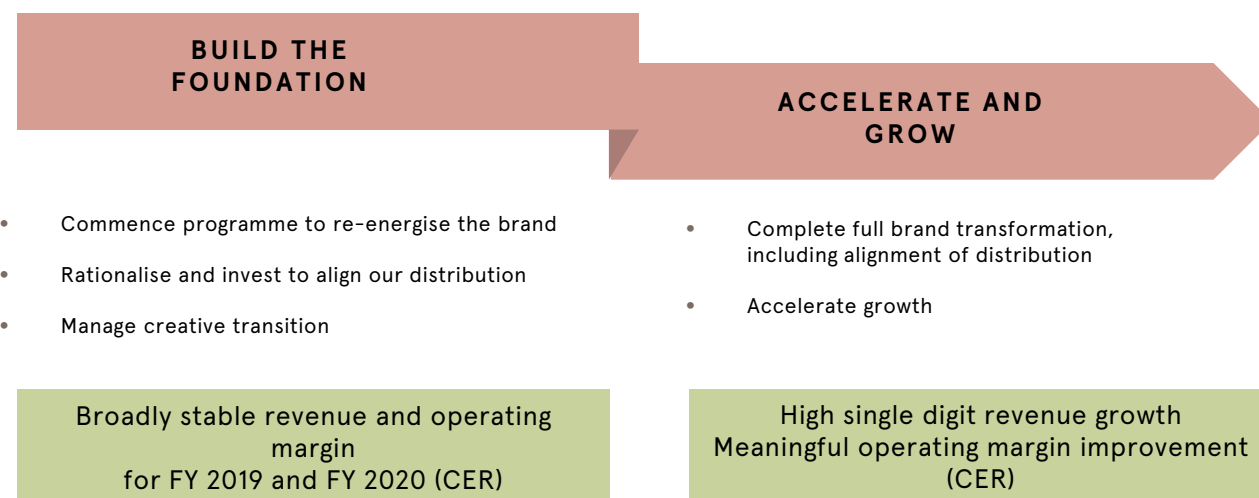 BUILD THE
FOUNDATION
ACCELERATE AND
GROW
• Commence programme to re-energise the brand
• Rationalise and invest to align our distribution
• Manage creative transition
• Complete full brand transformation,
including alignment of distribution
• Accelerate growth
Broadly stable revenue and operating
margin
for FY 2019 and FY 2020 (CER)
High single digit revenue growth
Meaningful operating margin improvement
(CER)